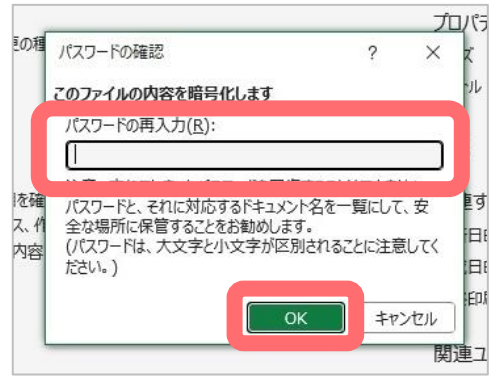 プロパティ
更の種
パスワードの確認 ? ×
ズ
このファイルの内容を暗号化します
パスワードの再入力(R):
パスワードと、それに対応するドキュメント名を一覧にして、安
全な場所に保管することをお勧めします。
(パスワードは、大文字と小文字が区別されることに注意してく
ださい。)
を確
ス、作
内容
OK キャンセル
関連ユ